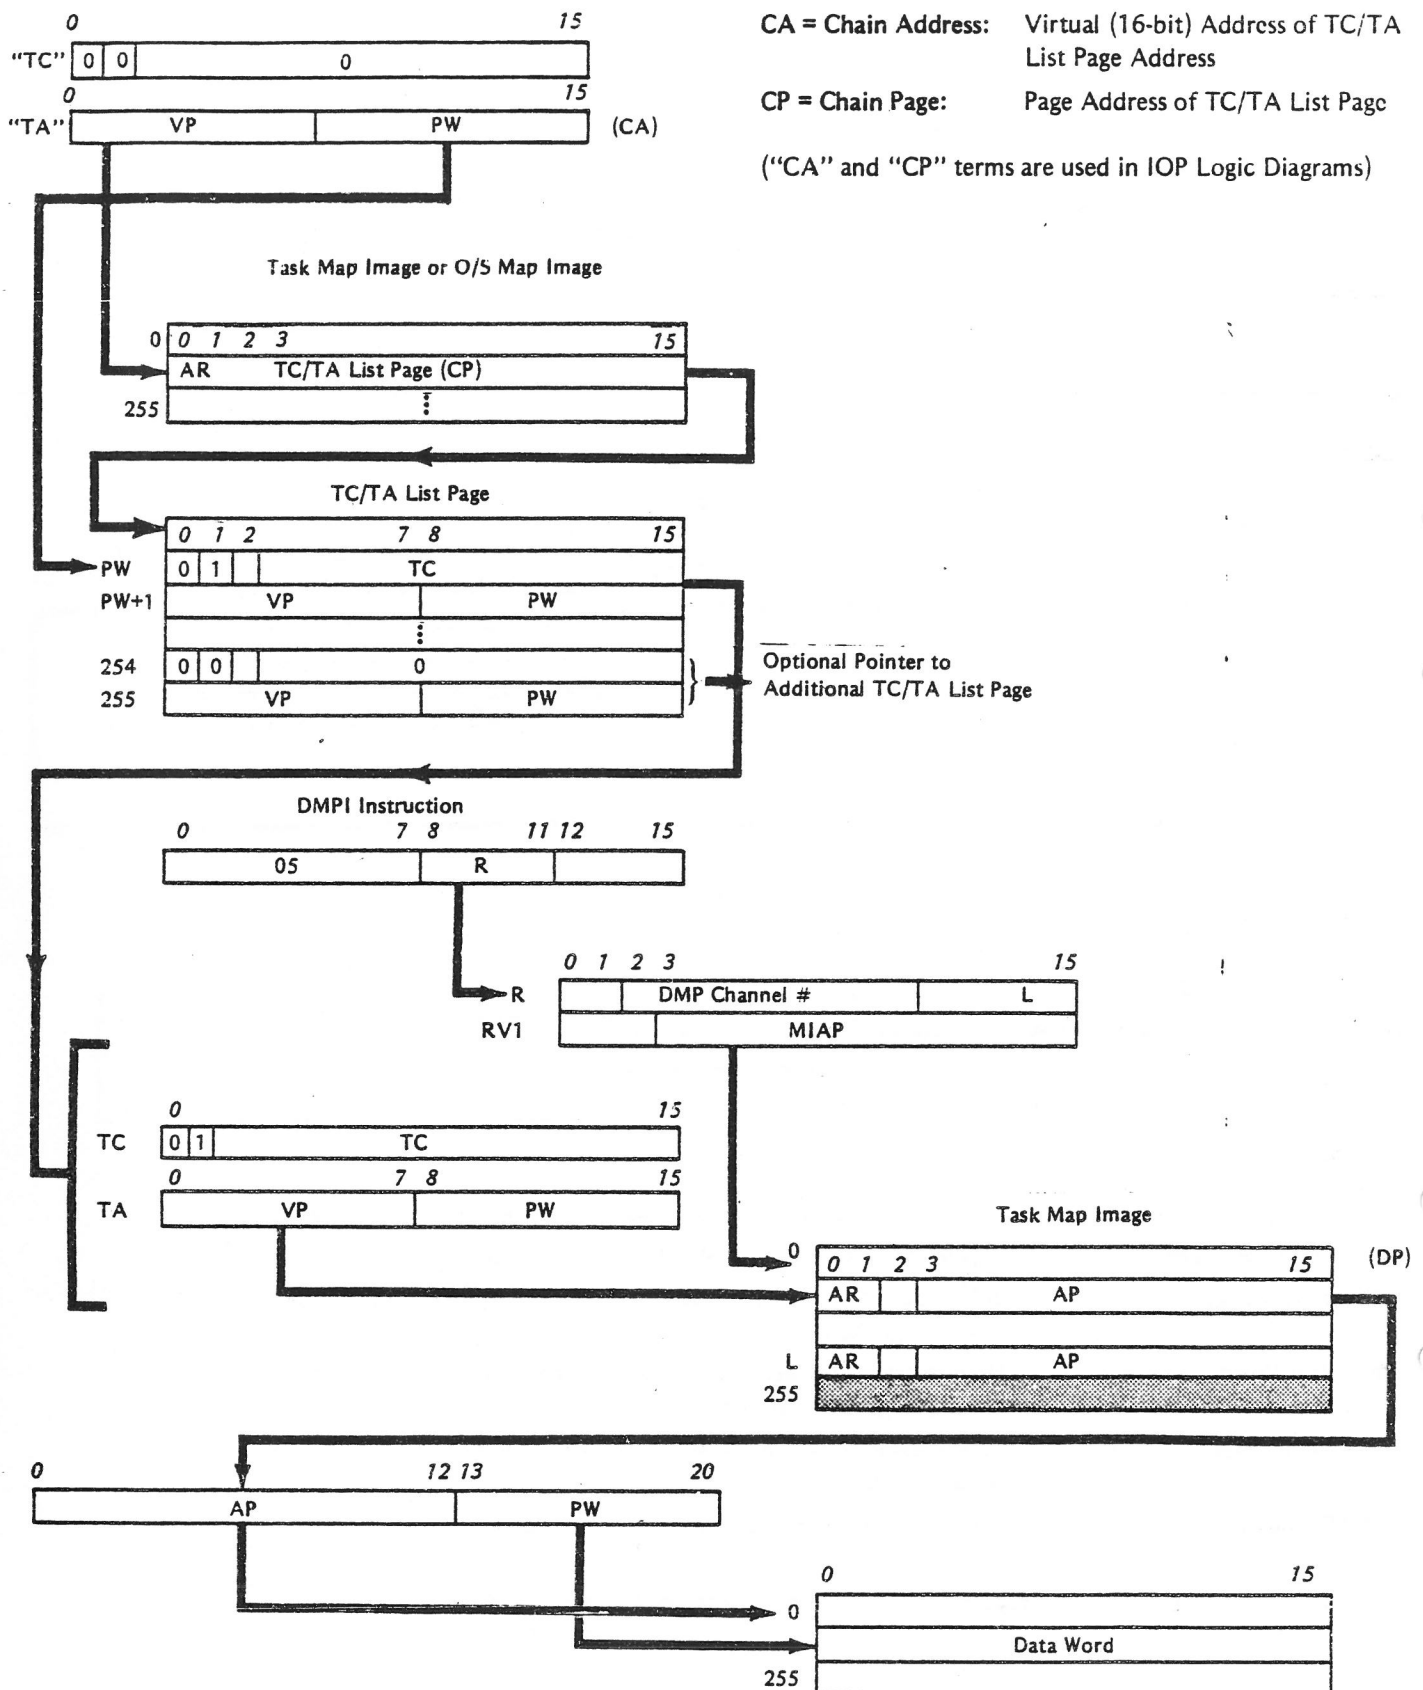 0 15
"TC" 0 0 0
0 15
"TA" VP PW (CA)
CA = Chain Address: Virtual (16-bit) Address of TC/TA
List Page Address
CP = Chain Page: Page Address of TC/TA List Page
("CA" and "CP" terms are used in IOP Logic Diagrams)
Task Map Image or O/S Map Image
0 0 1 2 3 15
AR TC/TA List Page (CP)
255
TC/TA List Page
0 1 2 7 8 15
PW 0 1 TC
PW+1 VP PW
254 0 0 0
255 VP PW
Optional Pointer to
Additional TC/TA List Page
DMPI Instruction
0 7 8 11 12 15
05 R
0 1 2 3 15
R DMP Channel # L
RV1 MIAP
0 15
TC 0 1 TC
0 7 8 15
TA VP PW
Task Map Image
0 0 1 2 3 15 (DP)
AR AP
L AR AP
255
0 12 13 20
AP PW
0 15
0
Data Word
255